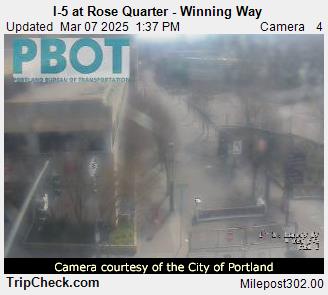 I-5 at Rose Quarter - Winning Way
Updated Mar 07 2025 1:37 PM Camera 4
PBOT
PORTLAND BUREAU OF TRANSPORTATION
Camera courtesy of the City of Portland
TripCheck.com Milepost302.00